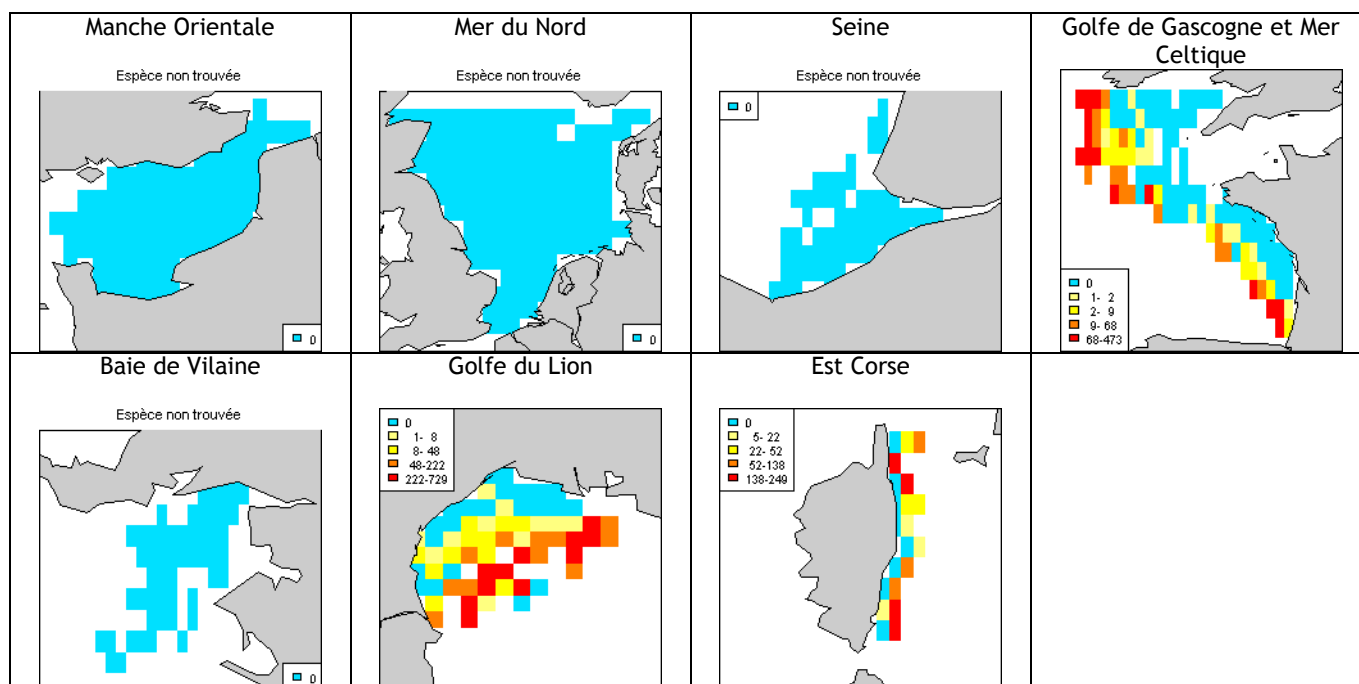 Manche Orientale
Espèce non trouvée
0
Mer du Nord
Espèce non trouvée
0
Seine
Espèce non trouvée
0
Golfe de Gascogne et Mer
Celtique
0
1- 2
2- 9
9- 68
68-473
Baie de Vilaine
Espèce non trouvée
0
Golfe du Lion
0
1- 8
8- 48
48-222
222-729
Est Corse
0
5- 22
22- 52
52-138
138-249